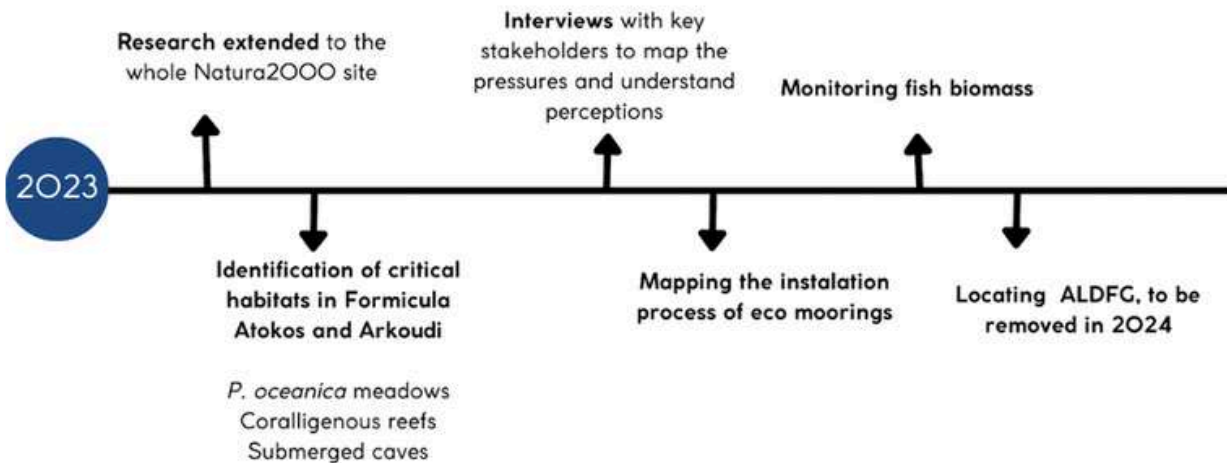 2023
Research extended to the
whole Natura2000 site
Identification of critical
habitats in Formicula
Atokos and Arkoudi
P. oceanica meadows
Coralligenous reefs
Submerged caves
Interviews with key
stakeholders to map the
pressures and understand
perceptions
Mapping the instalation
process of eco moorings
Monitoring fish biomass
Locating ALDFG, to be
removed in 2024